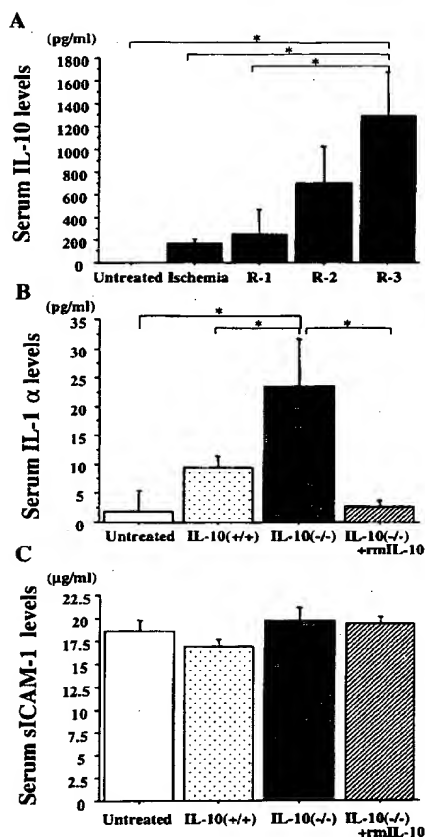 A
(pg/ml)
Serum IL-10 levels
1800
1600
1400
1200
1000
800
600
400
200
0
*
*
*
Untreated Ischemia R-1 R-2 R-3
B
(pg/ml)
Serum IL-1 α levels
35
30
25
20
15
10
5
0
*
* *
Untreated IL-10(+/+) IL-10(-/-) IL-10(-/-)
+rmIL-10
C
(μg/ml)
Serum sICAM-1 levels
22.5
20
17.5
15
12.5
10
7.5
5
2.5
0
Untreated IL-10(+/+) IL-10(-/-) IL-10(-/-)
+rmIL-10